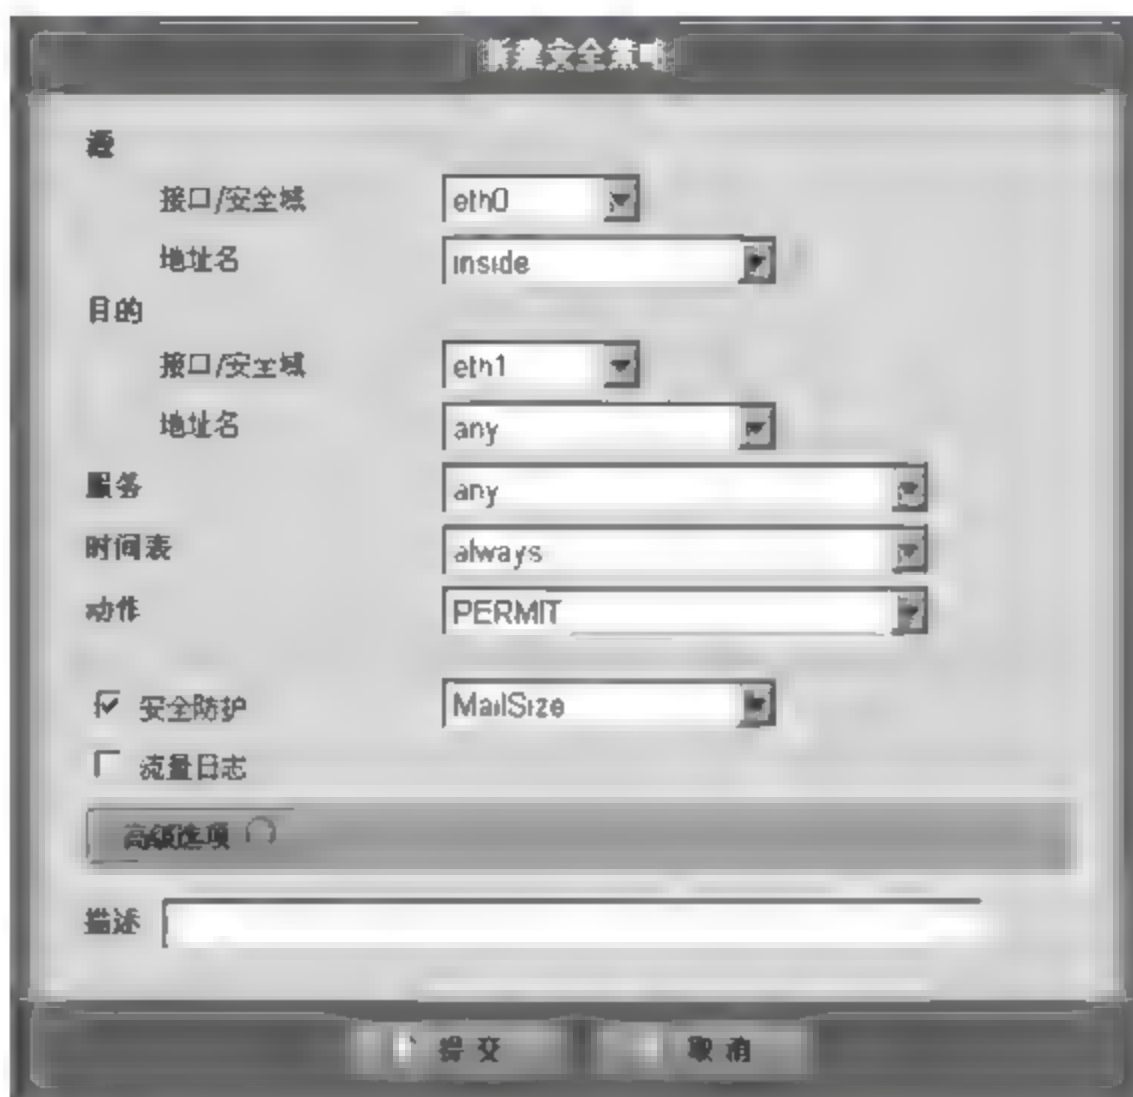 新建安全策略
源
接口/安全域 eth0
地址名 inside
目的
接口/安全域 eth1
地址名 any
服务 any
时间表 always
动作 PERMIT
安全防护 MailSize
流量日志
高级选项
描述
提交 取消